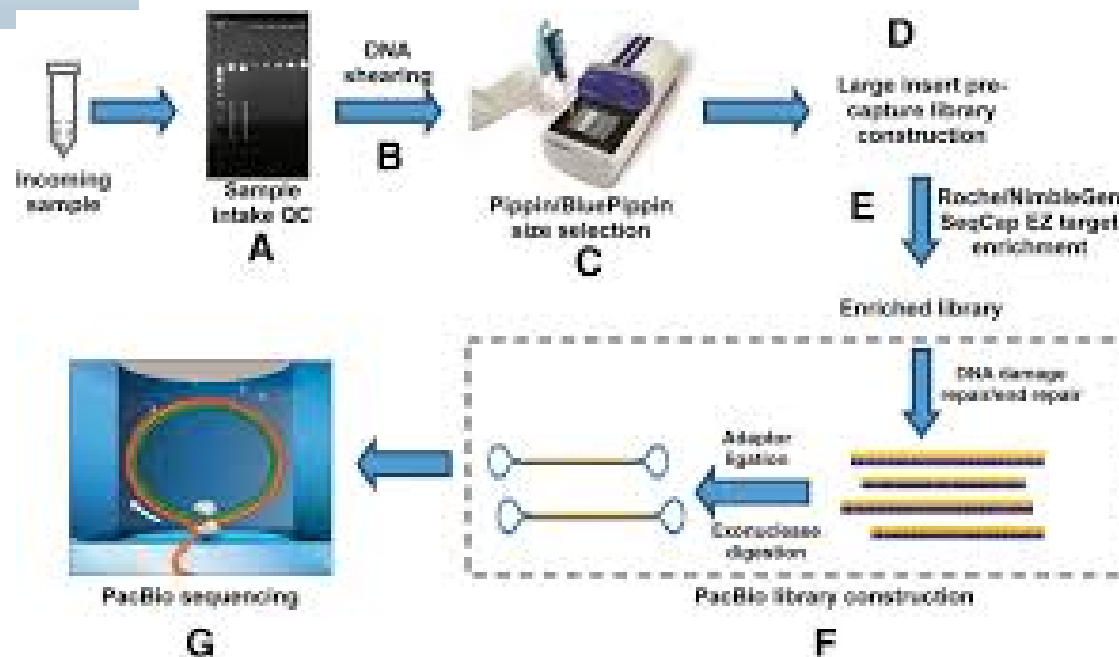 Incoming
sample
Sample
intake QC
A
DNA
shearing
B
Pippin/BluePippin
size selection
C
D
Large insert pre-
capture library
construction
E
Roche/NimbleGen
SeqCap EZ target
enrichment
Enriched library
DNA damage
repair/end repair
Adaptor
ligation
Exonuclease
digestion
PacBio library construction
F
PacBio sequencing
G